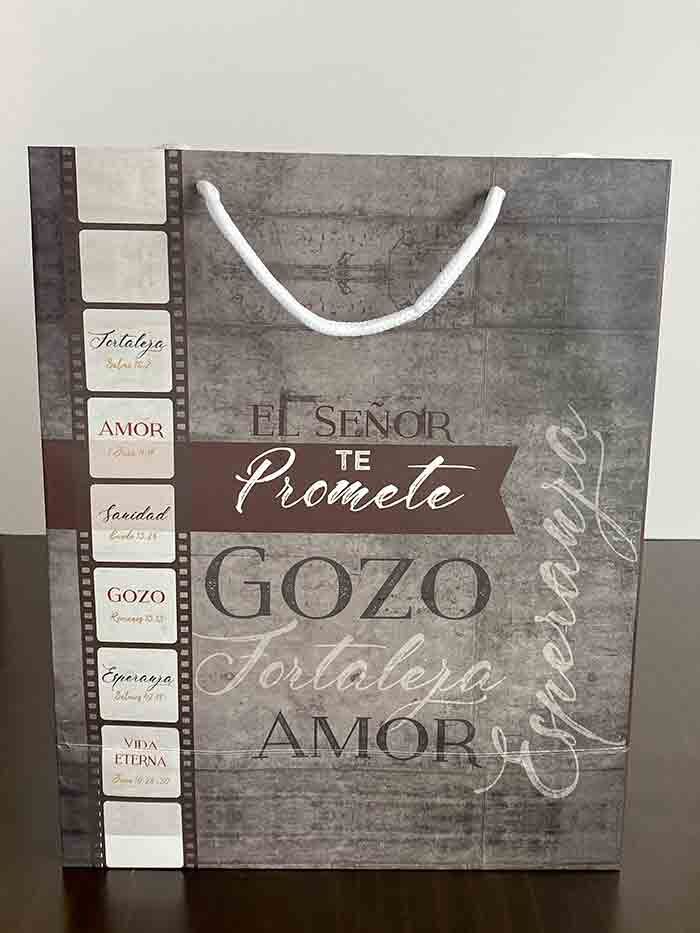 Fortaleza
AMOR
Sanidad
GOZO
Esperanza
VIDA
ETERNA
EL SEÑOR
TE
Promete
GOZO
Fortaleza
AMOR
Esperanza